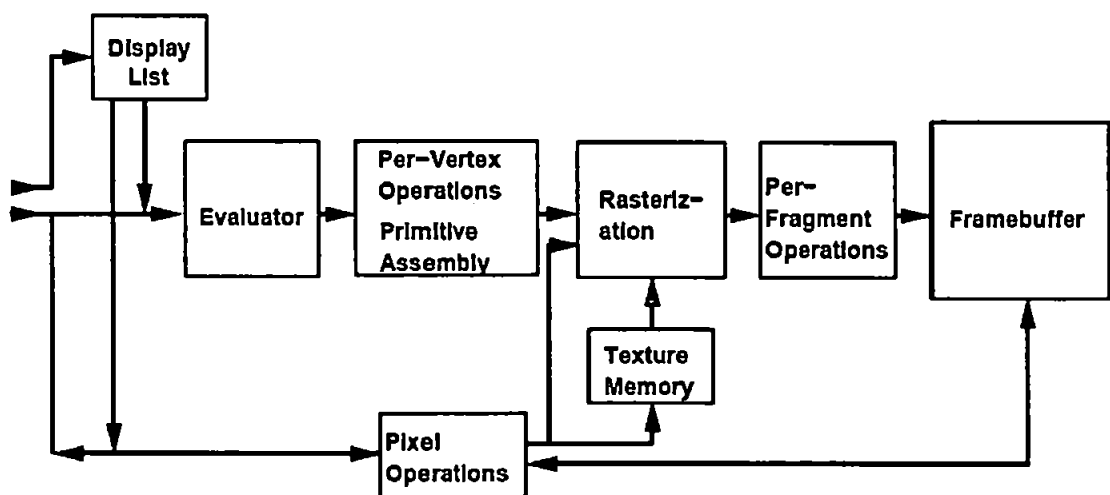 Display
List
Evaluator
Per-Vertex
Operations
Primitive
Assembly
Rasteriz-
ation
Per-
Fragment
Operations
Framebuffer
Texture
Memory
Pixel
Operations